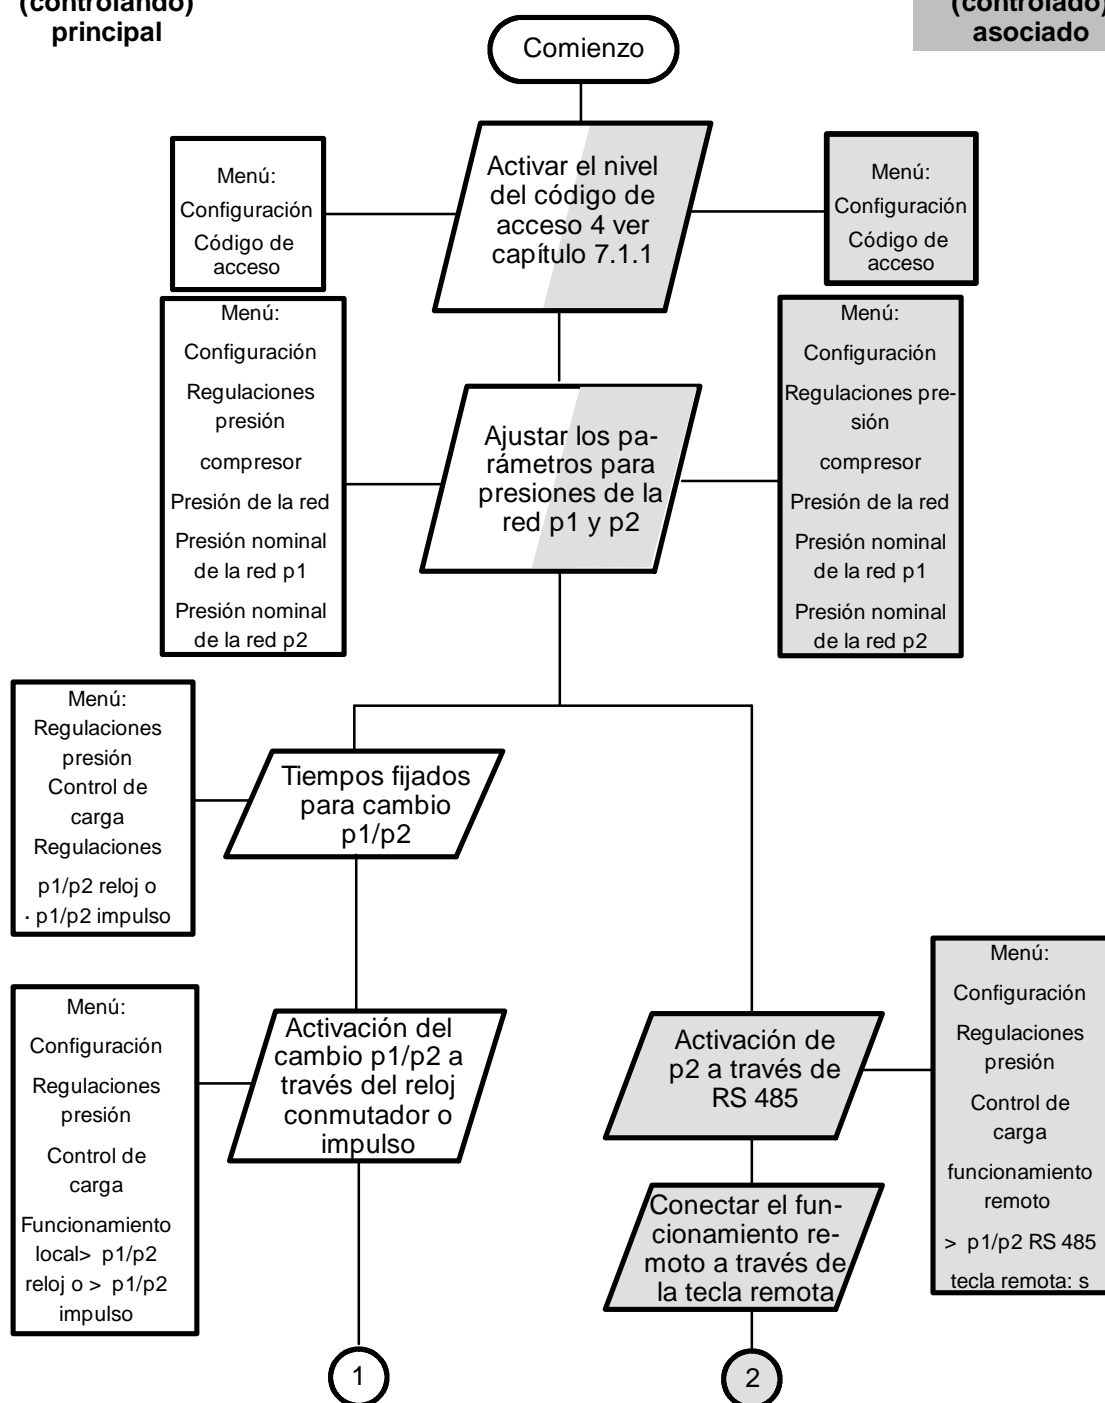 (controlando)
principal
(controlado)
asociado
Comienzo
Menú:
Configuración
Código de
acceso
Activar el nivel
del código de
acceso 4 ver
capítulo 7.1.1
Menú:
Configuración
Código de
acceso
Menú:
Configuración
Regulaciones
presión
compresor
Presión de la red
Presión nominal
de la red p1
Presión nominal
de la red p2
Ajustar los pa-
rámetros para
presiones de la
red p1 y p2
Menú:
Configuración
Regulaciones pre-
sión
compresor
Presión de la red
Presión nominal
de la red p1
Presión nominal
de la red p2
Menú:
Regulaciones
presión
Control de
carga
Regulaciones
p1/p2 reloj o
· p1/p2 impulso
Tiempos fijados
para cambio
p1/p2
Menú:
Configuración
Regulaciones
presión
Control de
carga
Funcionamiento
local> p1/p2
reloj o > p1/p2
impulso
Activación del
cambio p1/p2 a
través del reloj
conmutador o
impulso
Activación de
p2 a través de
RS 485
Menú:
Configuración
Regulaciones
presión
Control de
carga
funcionamiento
remoto
> p1/p2 RS 485
tecla remota: s
Conectar el fun-
cionamiento re-
moto a través de
la tecla remota
1
2